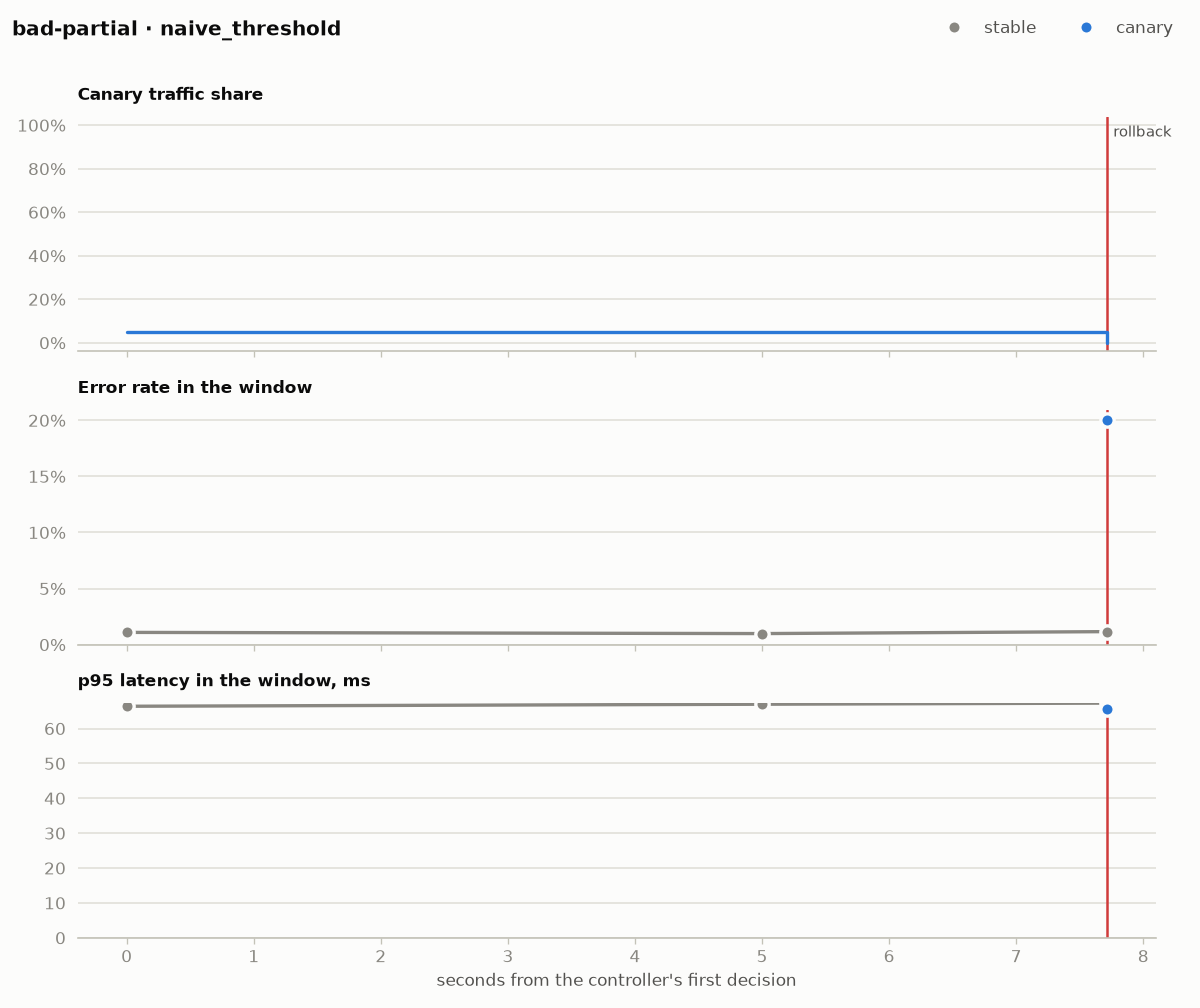 bad-partial · naive_threshold
stable
canary
Canary traffic share
100%
rollback
80%
60%
40%
20%
0%
Error rate in the window
20%
15%
10%
5%
0%
p95 latency in the window, ms
60
50
40
30
20
10
0
0 1 2 3 4 5 6 7 8
seconds from the controller's first decision